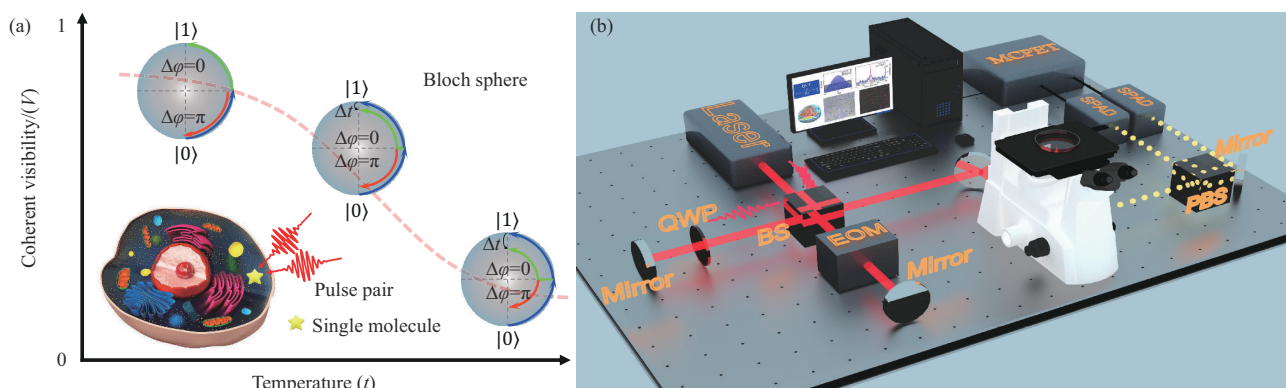 (a)
1
Coherent visibility/(V)
0
Temperature (t)
|1⟩
Δφ=0
Δφ=π
|0⟩
|1⟩
Δt
Δφ=0
Δφ=π
|0⟩
Bloch sphere
|1⟩
Δt
Δφ=0
Δφ=π
|0⟩
Pulse pair
Single molecule
(b)
Laser
MCPET
SPAD
SPAD
Mirror
PBS
QWP
BS
EOM
Mirror
Mirror